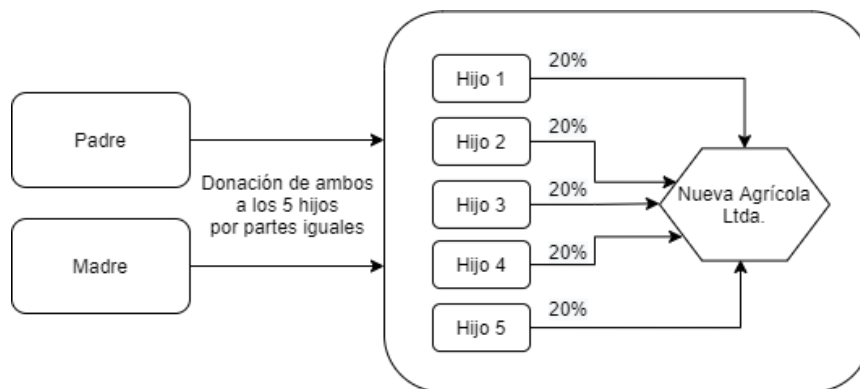 Padre
Donación de ambos
a los 5 hijos
por partes iguales
Madre
Hijo 1
20%
Hijo 2
20%
Hijo 3
20%
Hijo 4
20%
Hijo 5
20%
Nueva Agrícola
Ltda.